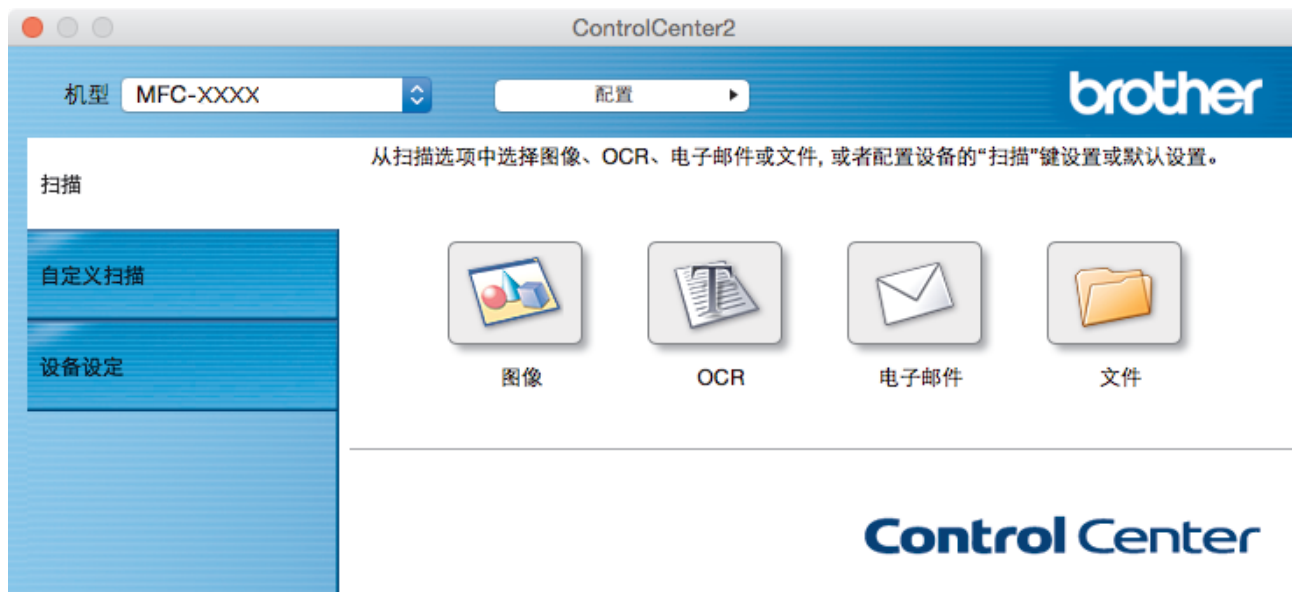 ControlCenter2
机型 MFC-XXXX 配置 brother
从扫描选项中选择图像、OCR、电子邮件或文件, 或者配置设备的“扫描”键设置或默认设置。
扫描
自定义扫描
设备设定
图像 OCR 电子邮件 文件
Control Center